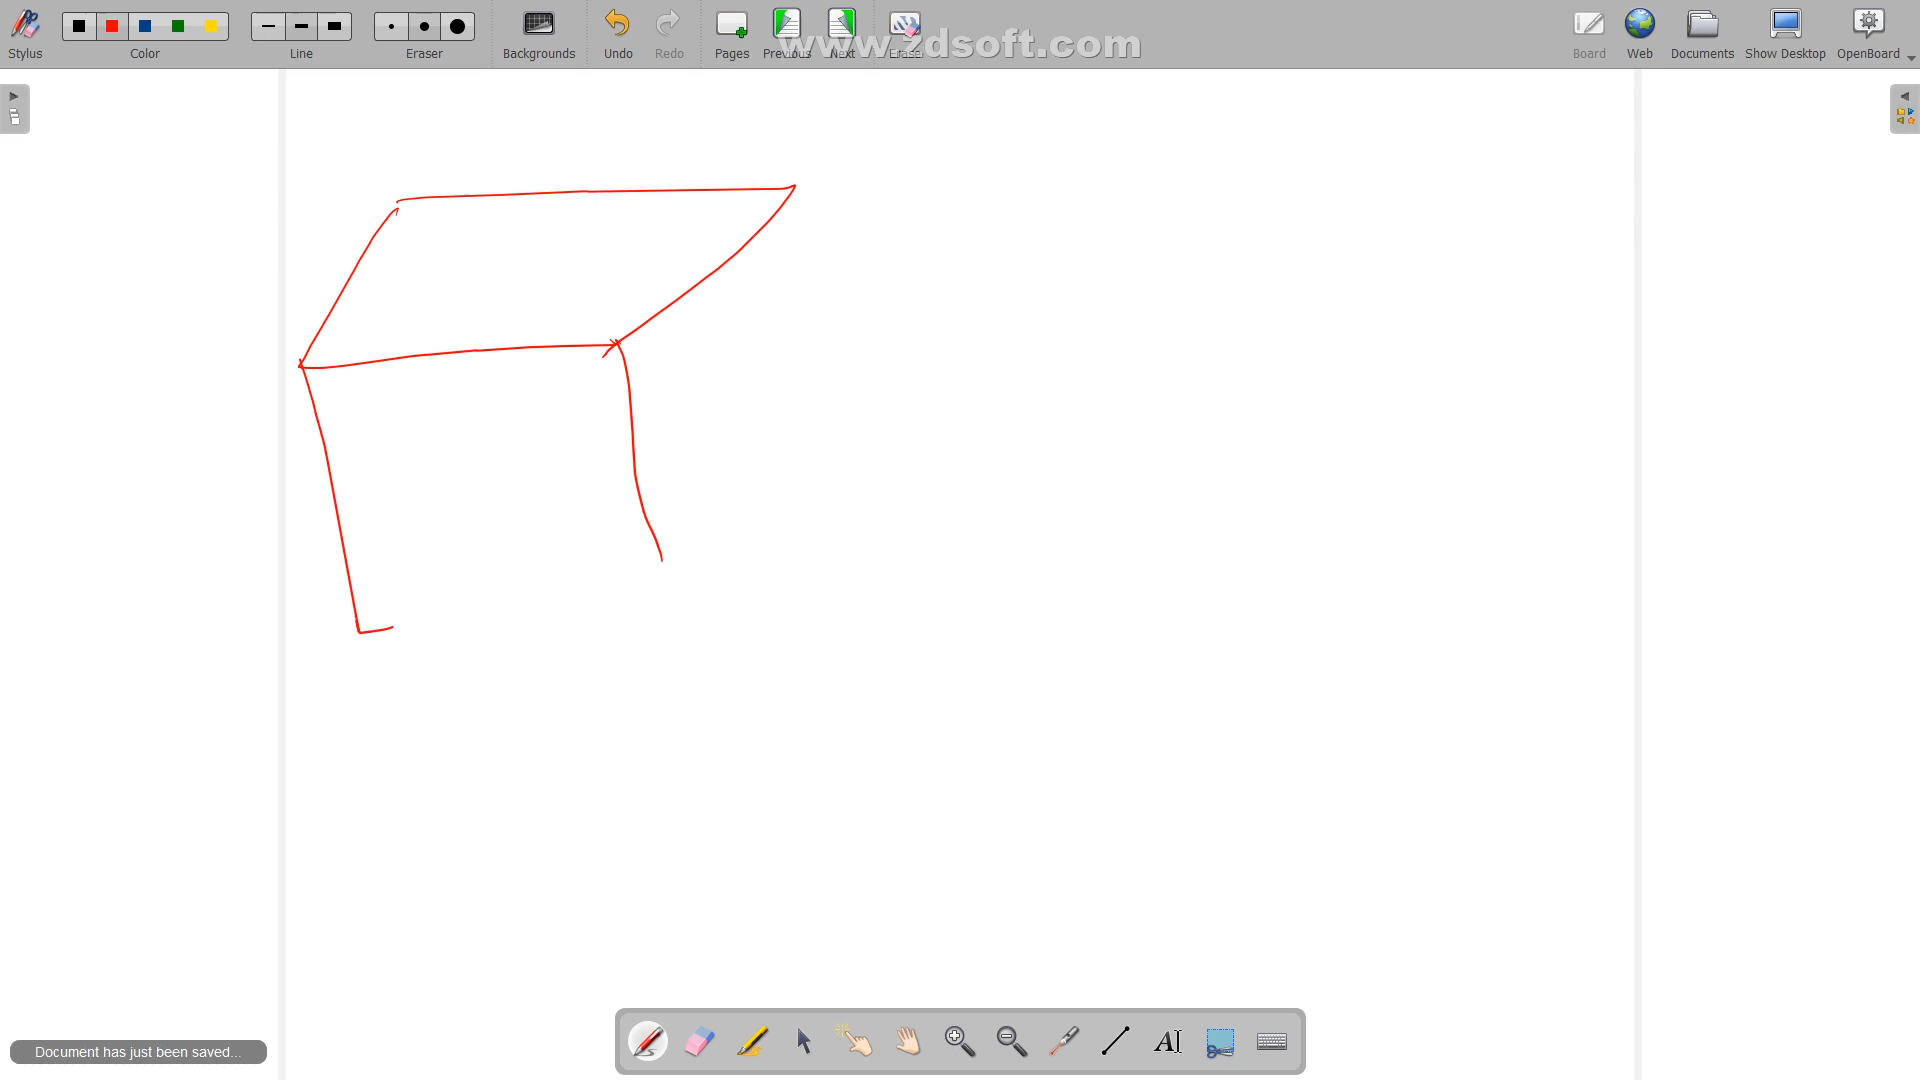 Stylus Color Line Eraser Backgrounds Undo Redo Pages Previous Next Erase Board Web Documents Show Desktop OpenBoard
www.zdsoft.com
Document has just been saved...